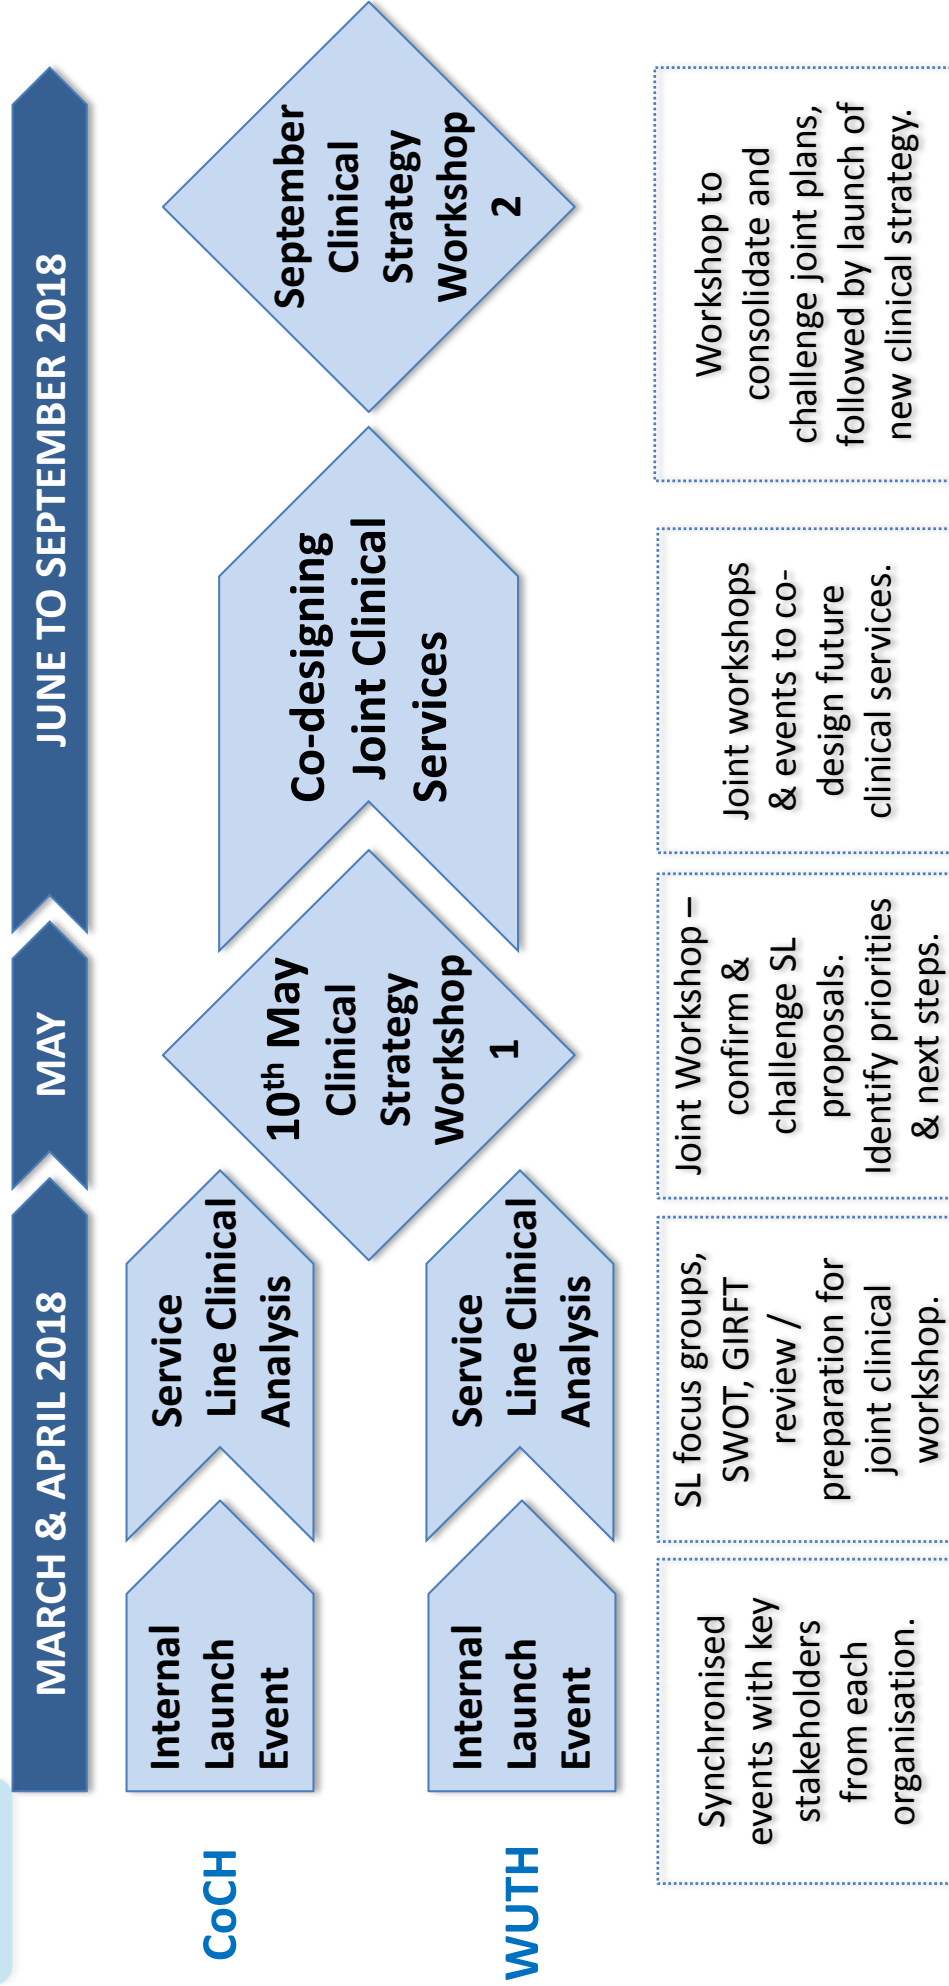 MARCH & APRIL 2018
MAY
JUNE TO SEPTEMBER 2018
CoCH
Internal
Launch
Event
Service
Line Clinical
Analysis
WUTH
Internal
Launch
Event
Service
Line Clinical
Analysis
10th May
Clinical
Strategy
Workshop
1
Co-designing
Joint Clinical
Services
September
Clinical
Strategy
Workshop
2
Synchronised
events with key
stakeholders
from each
organisation.
SL focus groups,
SWOT, GIRFT
review /
preparation for
joint clinical
workshop.
Joint Workshop –
confirm &
challenge SL
proposals.
Identify priorities
& next steps.
Joint workshops
& events to co-
design future
clinical services.
Workshop to
consolidate and
challenge joint plans,
followed by launch of
new clinical strategy.